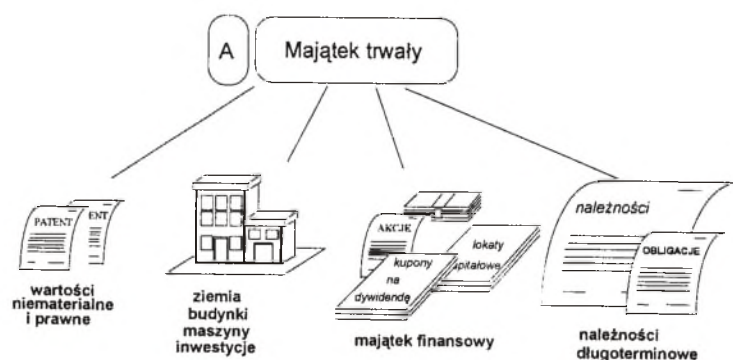 A
Majątek trwały
PATENT
ENT
wartości
niematerialne
i prawne
ziemia
budynki
maszyny
inwestycje
AKCJE
kupony
na
dywidendę
lokaty
kapitałowe
majątek finansowy
należności
OBLIGACJE
należności
długoterminowe